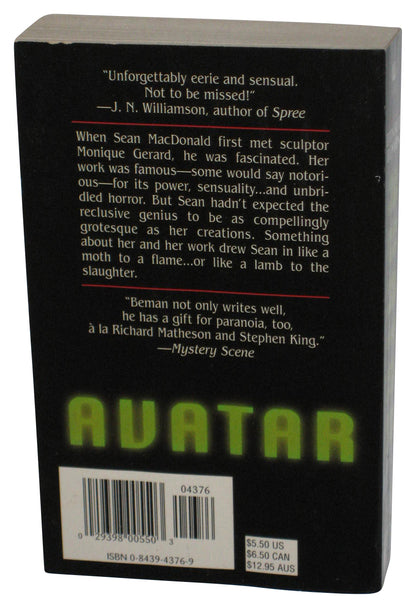 “Unforgettably eerie and sensual.
Not to be missed!”
—J. N. Williamson, author of Spree
When Sean MacDonald first met sculptor
Monique Gerard, he was fascinated. Her
work was famous—some would say notori-
ous—for its power, sensuality...and unbri-
dled horror. But Sean hadn't expected the
reclusive genius to be as compellingly
grotesque as her creations. Something
about her and her work drew Sean in like a
moth to a flame...or like a lamb to the
slaughter.
“Beman not only writes well,
he has a gift for paranoia, too,
à la Richard Matheson and Stephen King.”
—Mystery Scene
AVATAR
04376
0 29398 00550 3
ISBN 0-8439-4376-9
$5.50 US
$6.50 CAN
$12.95 AUS